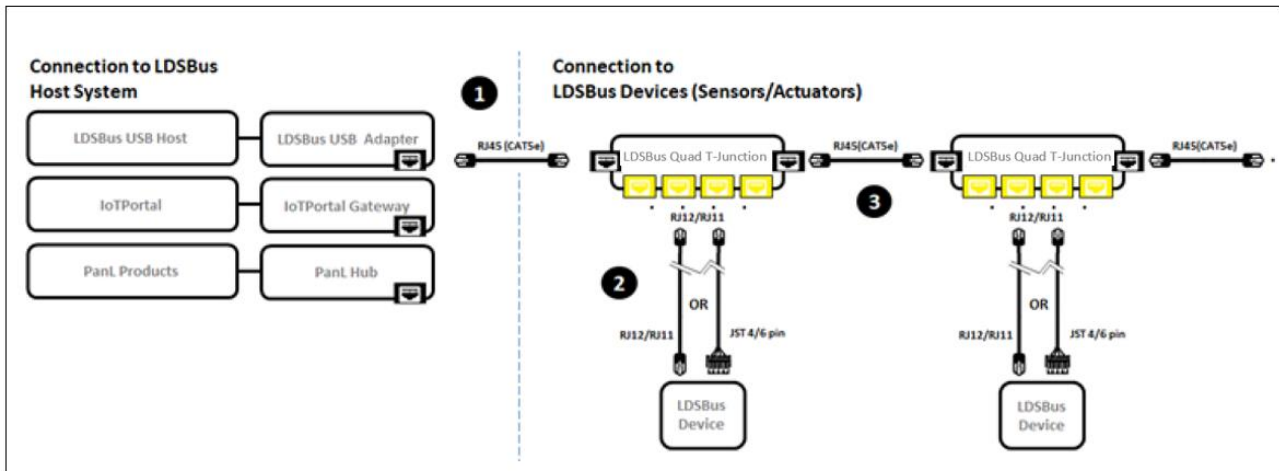 Connection to LDSBus
Host System
LDSBus USB Host
LDSBus USB Adapter
IoTPortal
IoTPortal Gateway
PanL Products
PanL Hub
1
RJ45 (CAT5e)
Connection to
LDSBus Devices (Sensors/Actuators)
LDSBus Quad T-Junction
RJ45(CAT5e)
LDSBus Quad T-Junction
RJ45(CAT5e)
3
RJ12/RJ11
2
OR
RJ12/RJ11
JST 4/6 pin
LDSBus
Device
RJ12/RJ11
OR
RJ12/RJ11
JST 4/6 pin
LDSBus
Device